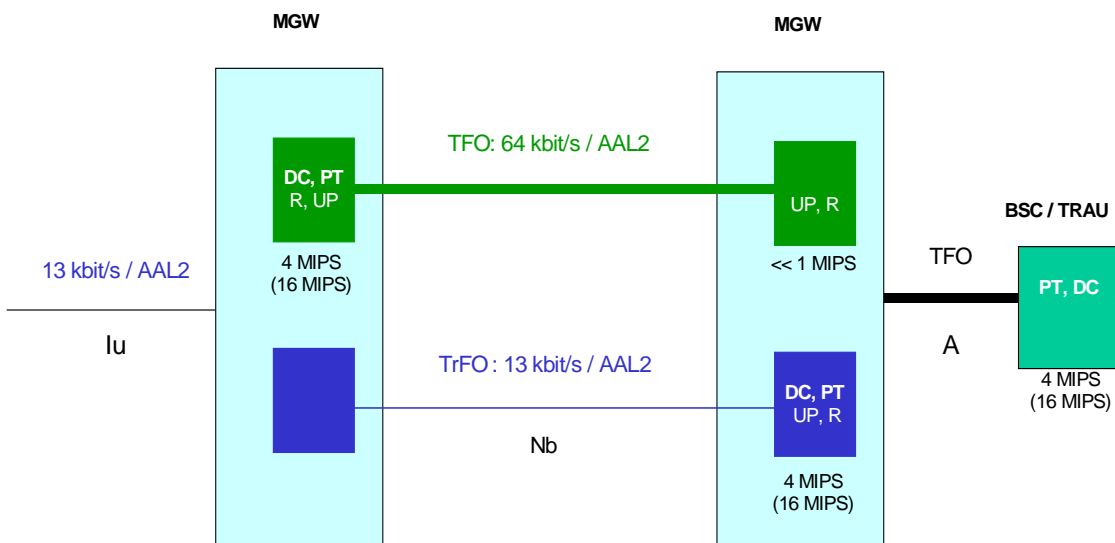 MGW
MGW
TFO: 64 kbit/s / AAL2
DC, PT
R, UP
UP, R
BSC / TRAU
13 kbit/s / AAL2
4 MIPS
(16 MIPS)
<< 1 MIPS
TFO
PT, DC
Iu
A
TrFO : 13 kbit/s / AAL2
4 MIPS
(16 MIPS)
DC, PT
UP, R
Nb
4 MIPS
(16 MIPS)